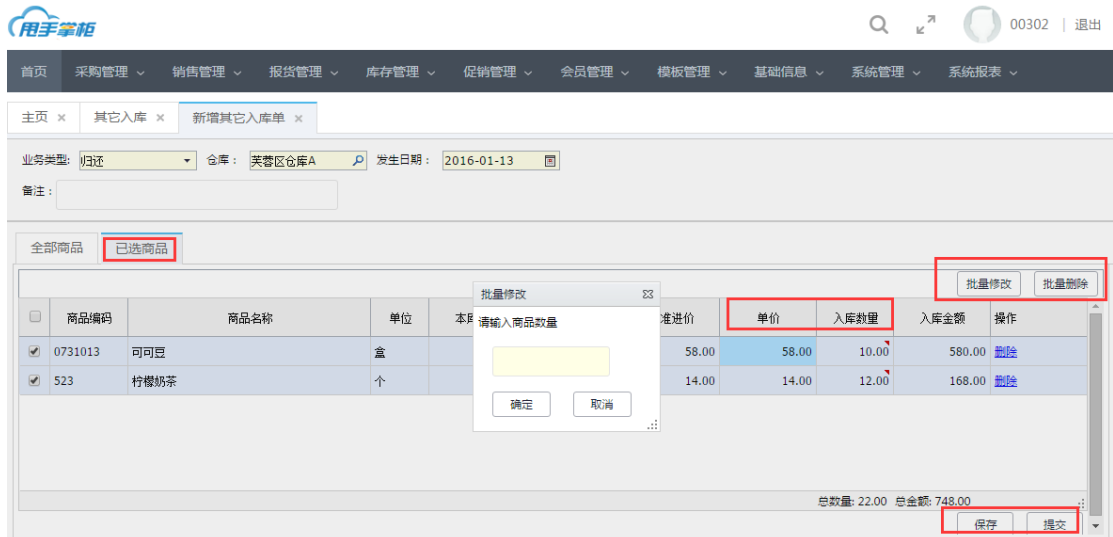 甩手掌柜
00302 | 退出
首页 采购管理 销售管理 报货管理 库存管理 促销管理 会员管理 模板管理 基础信息 系统管理 系统报表
主页 × 其它入库 × 新增其它入库单 ×
业务类型: 归还 仓库： 芙蓉区仓库A 发生日期： 2016-01-13
备注：
全部商品 已选商品
批量修改 批量删除
批量修改
商品编码 商品名称 单位 准进价 单价 入库数量 入库金额 操作
请输入商品数量
0731013 可可豆 盒 58.00 58.00 10.00 580.00 删除
523 柠檬奶茶 个 14.00 14.00 12.00 168.00 删除
确定 取消
总数量: 22.00 总金额: 748.00
保存 提交